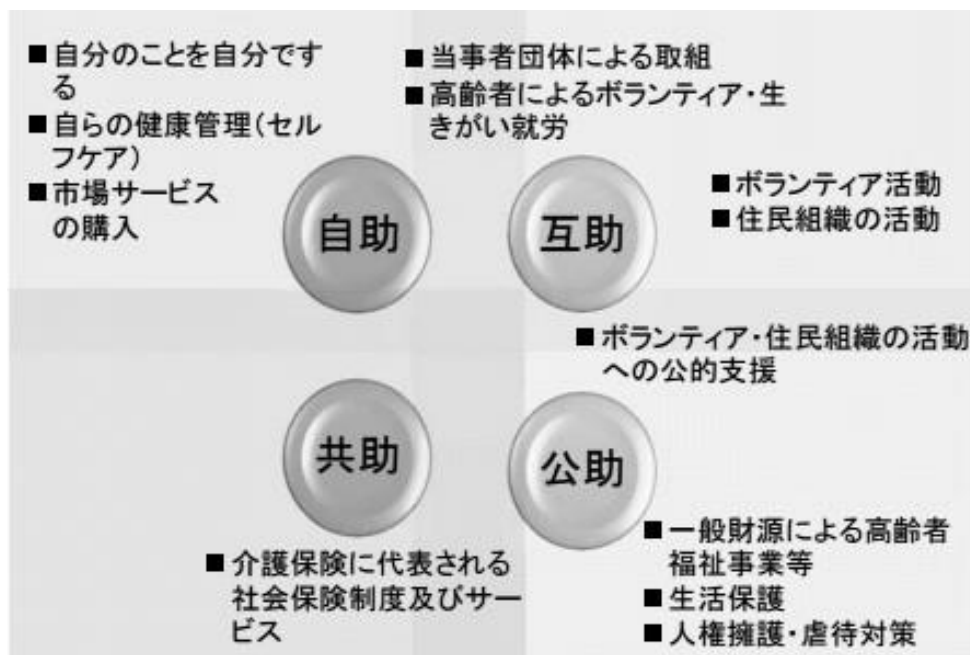 ■自分のことを自分です
る
■自らの健康管理(セル
フケア)
■市場サービス
の購入
■当事者団体による取組
■高齢者によるボランティア・生
きがい就労
■ボランティア活動
■住民組織の活動
自助
互助
■ボランティア・住民組織の活動
への公的支援
共助
公助
■介護保険に代表される
社会保険制度及びサー
ビス
■一般財源による高齢者
福祉事業等
■生活保護
■人権擁護・虐待対策